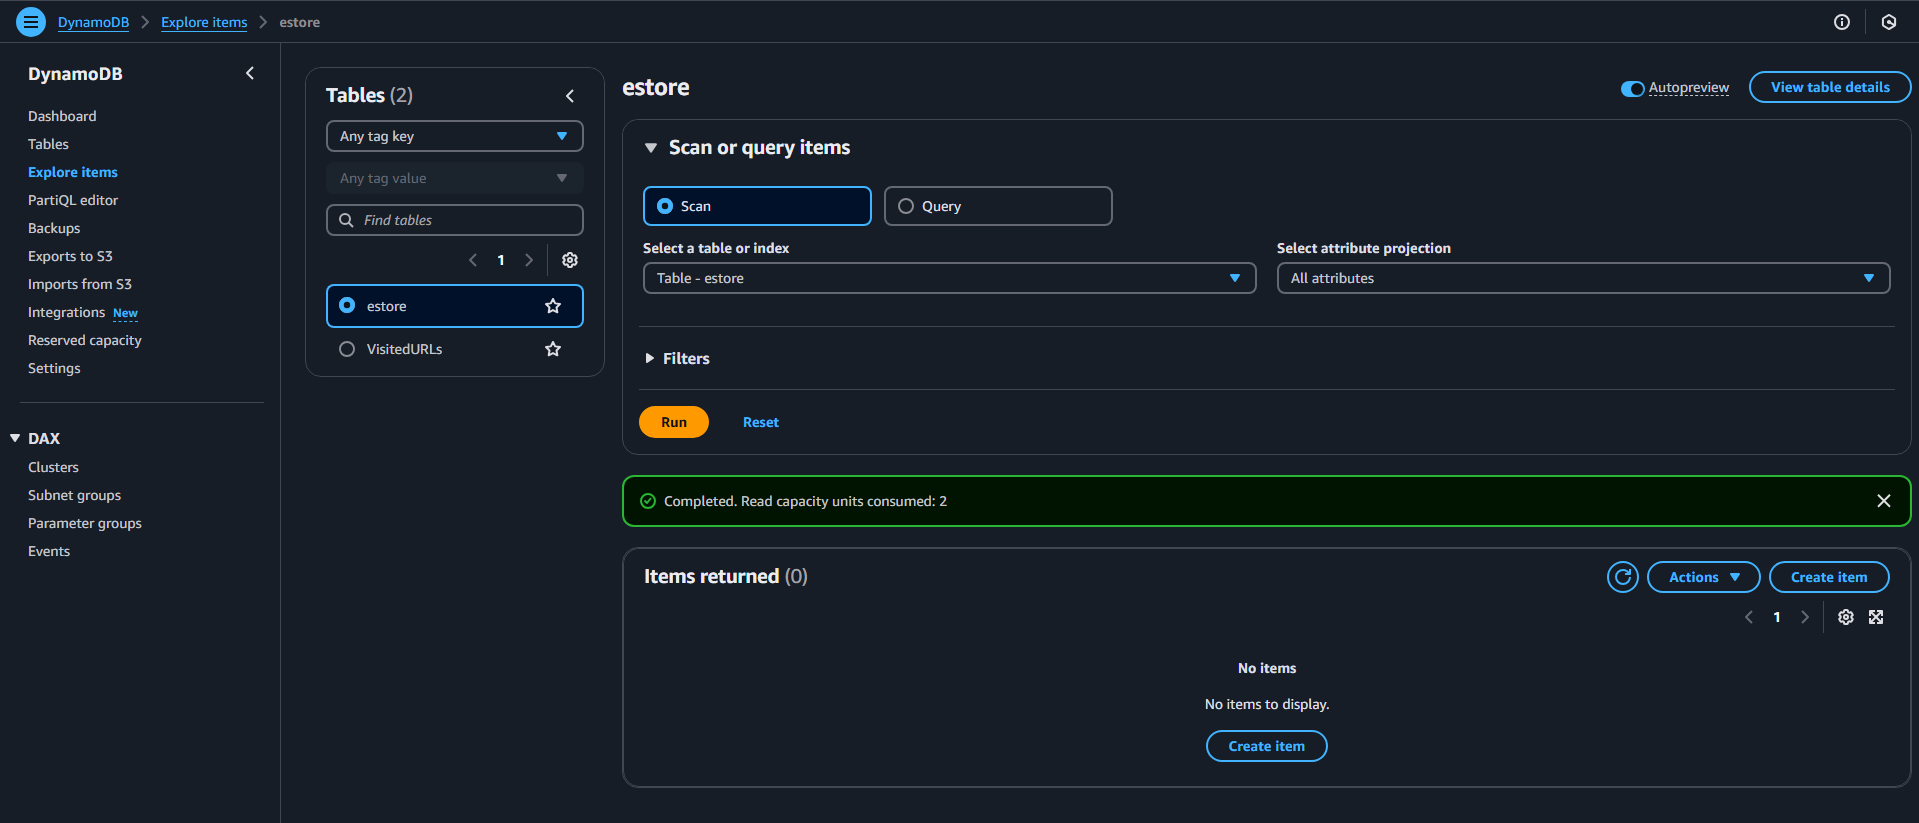 DynamoDB > Explore items > estore
DynamoDB
Dashboard
Tables
Explore items
PartiQL editor
Backups
Exports to S3
Imports from S3
Integrations New
Reserved capacity
Settings
DAX
Clusters
Subnet groups
Parameter groups
Events
Tables (2)
Any tag key
Any tag value
Find tables
1
estore
VisitedURLs
estore
Autopreview
View table details
Scan or query items
Scan
Query
Select a table or index
Table - estore
Select attribute projection
All attributes
Filters
Run
Reset
Completed. Read capacity units consumed: 2
Items returned (0)
Actions
Create item
1
No items
No items to display.
Create item